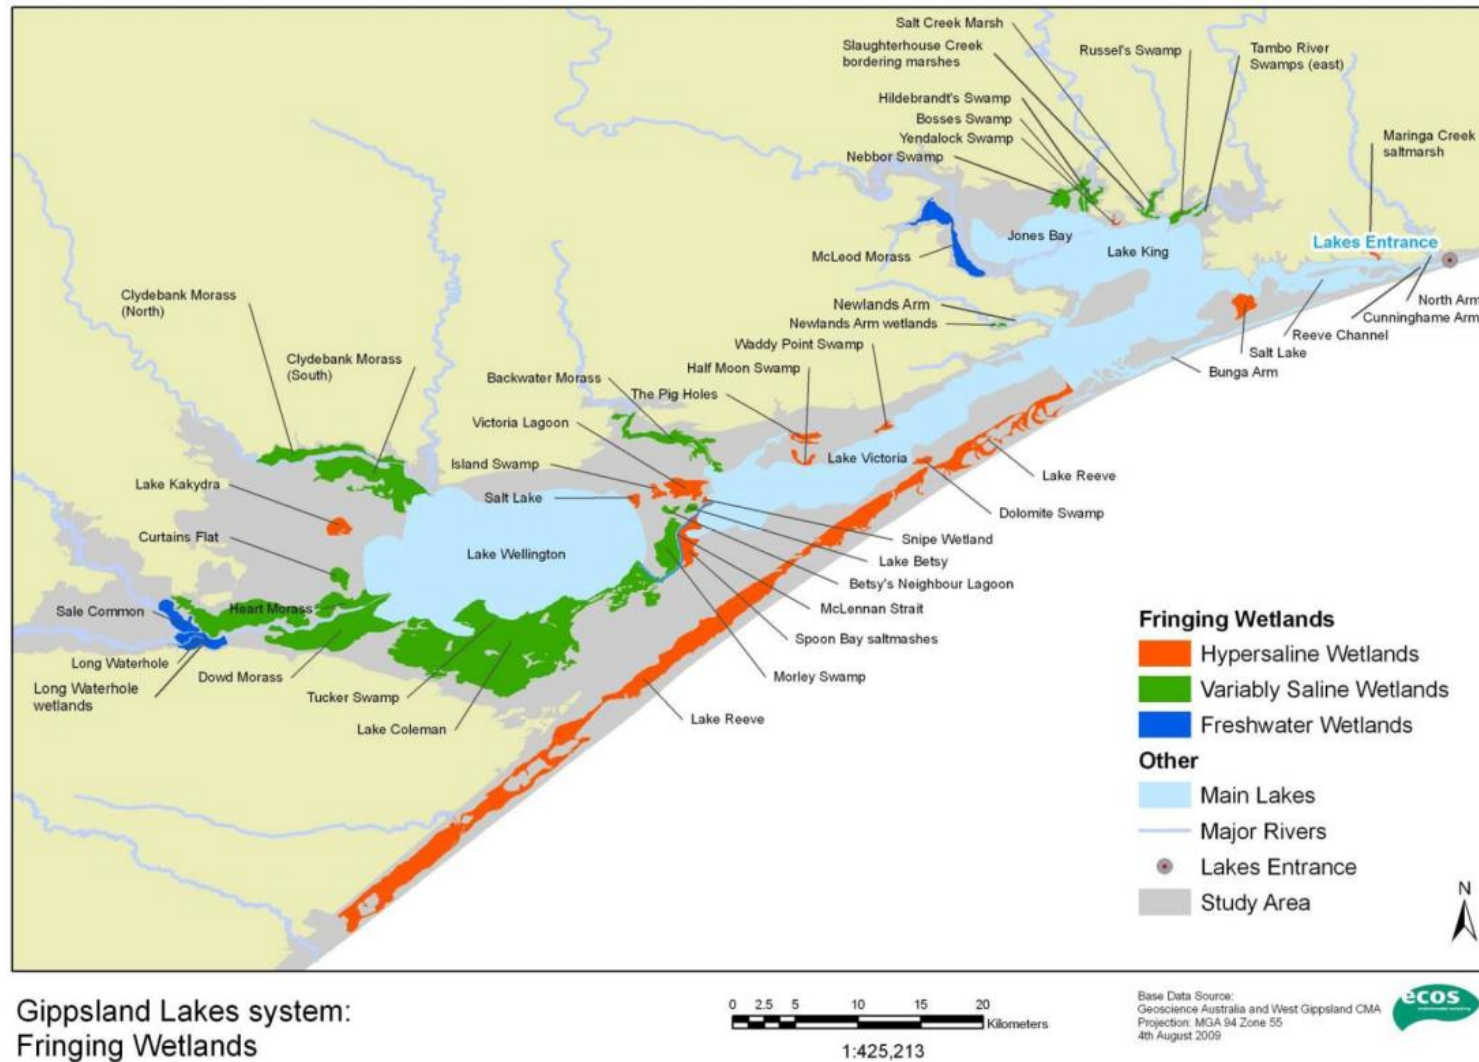 Salt Creek Marsh
Slaughterhouse Creek
bordering marshes
Russel's Swamp
Tambo River
Swamps (east)
Hildebrandt's Swamp
Bosses Swamp
Yendalock Swamp
Nebbor Swamp
Maringa Creek
saltmarsh
Jones Bay
Lake King
Lakes Entrance
McLeod Morass
Clydebank Morass
(North)
Newlands Arm
Newlands Arm wetlands
North Arm
Cunninghame Arm
Reeve Channel
Salt Lake
Bunga Arm
Waddy Point Swamp
Half Moon Swamp
Clydebank Morass
(South)
Backwater Morass
The Pig Holes
Victoria Lagoon
Island Swamp
Lake Victoria
Lake Kakydra
Salt Lake
Lake Reeve
Dolomite Swamp
Curtains Flat
Lake Wellington
Snipe Wetland
Lake Betsy
Betsy's Neighbour Lagoon
McLennan Strait
Spoon Bay saltmashes
Morley Swamp
Sale Common
Heart Morass
Long Waterhole
Long Waterhole
wetlands
Dowd Morass
Tucker Swamp
Lake Coleman
Lake Reeve
Fringing Wetlands
Hypersaline Wetlands
Variably Saline Wetlands
Freshwater Wetlands
Other
Main Lakes
Major Rivers
Lakes Entrance
Study Area
N
Gippsland Lakes system:
Fringing Wetlands
0 2.5 5 10 15 20
Kilometers
1:425,213
Base Data Source:
Geoscience Australia and West Gippsland CMA
Projection: MGA 94 Zone 55
4th August 2009
ecos